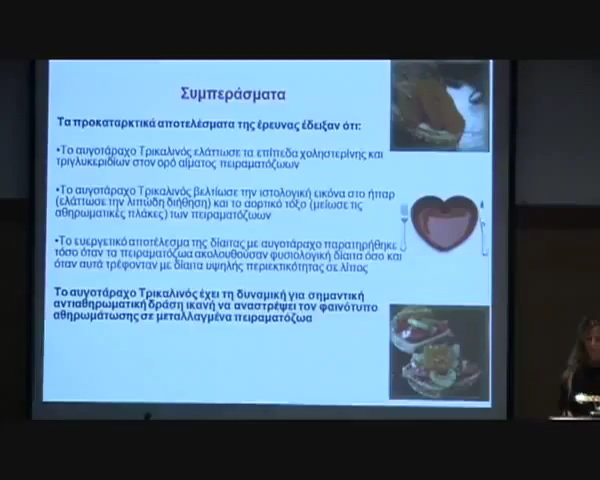 Συμπεράσματα
Τα προκαταρκτικά αποτελέσματα της έρευνας έδειξαν ότι:
•Το αυγοτάραχο Τρικαλινός ελάττωσε τα επίπεδα χοληστερίνης και
τριγλυκεριδίων στον ορό αίματος πειραματόζωων
•Το αυγοτάραχο Τρικαλινός βελτίωσε την ιστολογική εικόνα στο ήπαρ
(ελάττωσε την λιπώδη διήθηση) και το αορτικό τόξο (μείωσε τις
αθηρωματικές πλάκες) των πειραματόζωων
•Το ευεργετικό αποτέλεσμα της δίαιτας με αυγοτάραχο παρατηρήθηκε
τόσο όταν τα πειραματόζωα ακολουθούσαν φυσιολογική δίαιτα όσο και
όταν αυτά τρέφονταν με δίαιτα υψηλής περιεκτικότητας σε λίπος
Το αυγοτάραχο Τρικαλινός έχει τη δυναμική για σημαντική
αντιαθηρωματική δράση ικανή να αναστρέψει τον φαινότυπο
αθηρωμάτωσης σε μεταλλαγμένα πειραματόζωα